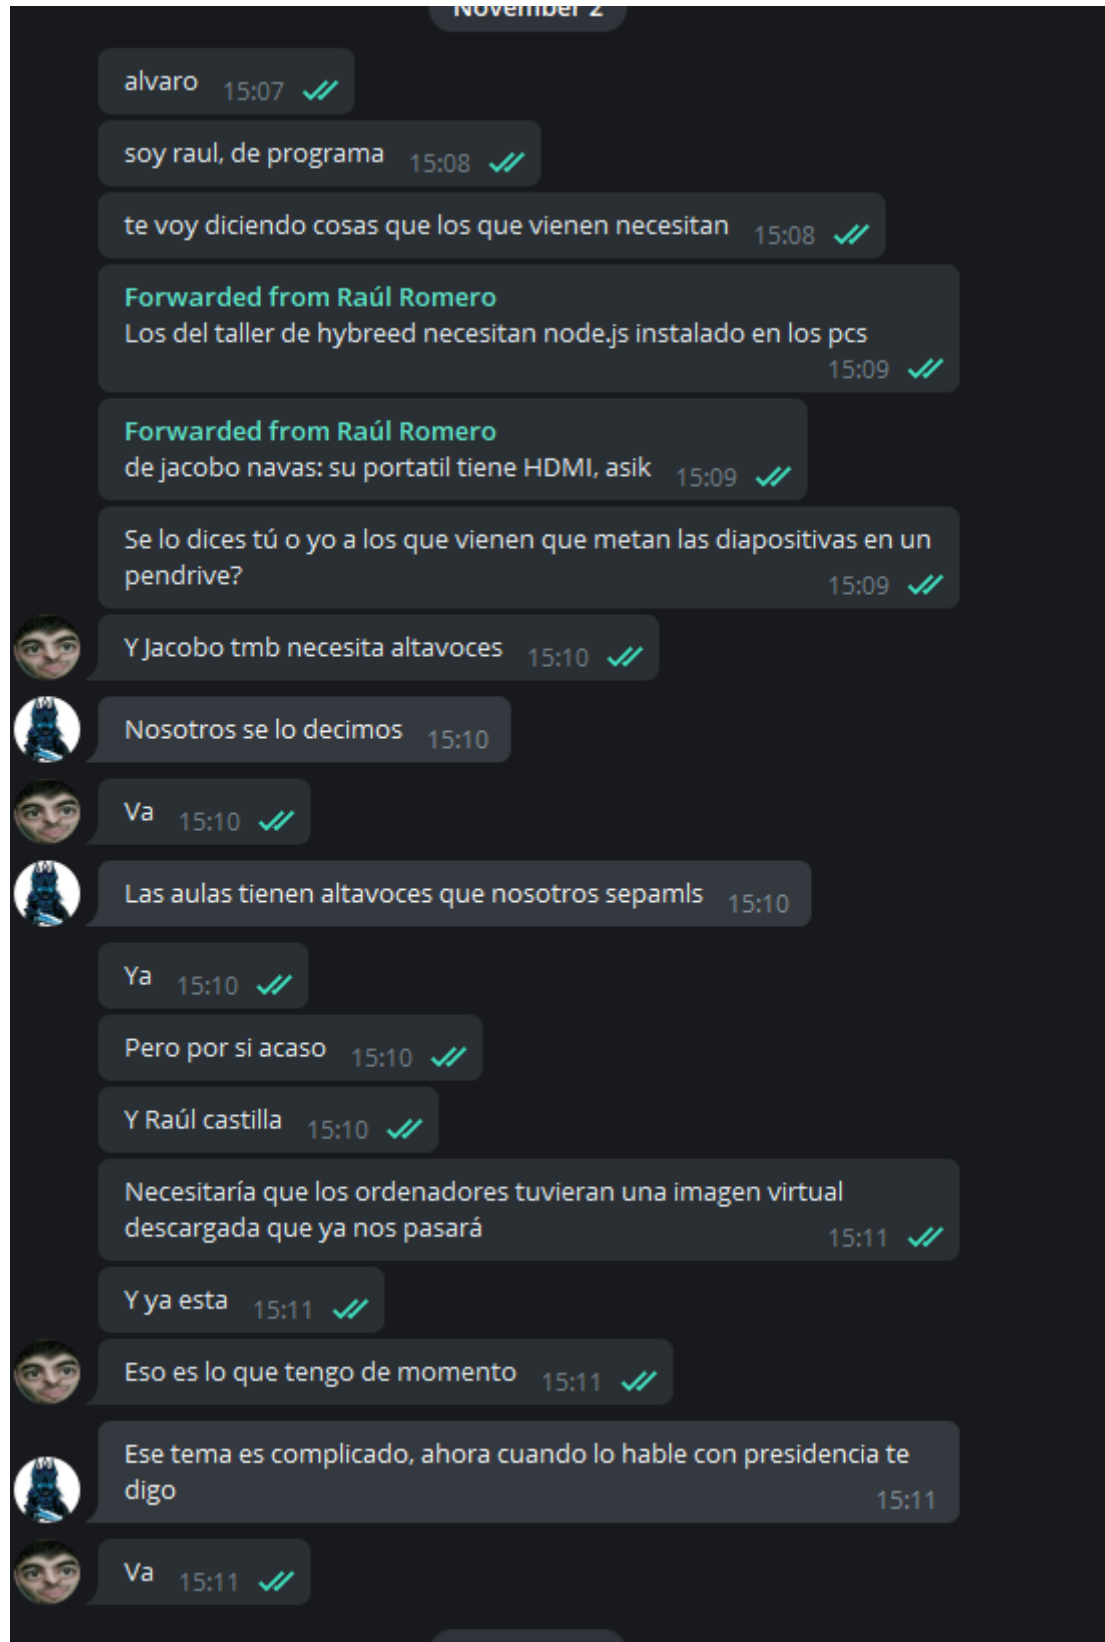 November 2
alvaro 15:07
soy raul, de programa 15:08
te voy diciendo cosas que los que vienen necesitan 15:08
Forwarded from Raúl Romero
Los del taller de hybreed necesitan node.js instalado en los pcs
15:09
Forwarded from Raúl Romero
de jacobo navas: su portatil tiene HDMI, asik 15:09
Se lo dices tú o yo a los que vienen que metan las diapositivas en un
pendrive? 15:09
Y Jacobo tmb necesita altavoces 15:10
Nosotros se lo decimos 15:10
Va 15:10
Las aulas tienen altavoces que nosotros sepamls 15:10
Ya 15:10
Pero por si acaso 15:10
Y Raúl castilla 15:10
Necesitaría que los ordenadores tuvieran una imagen virtual
descargada que ya nos pasará 15:11
Y ya esta 15:11
Eso es lo que tengo de momento 15:11
Ese tema es complicado, ahora cuando lo hable con presidencia te
digo 15:11
Va 15:11